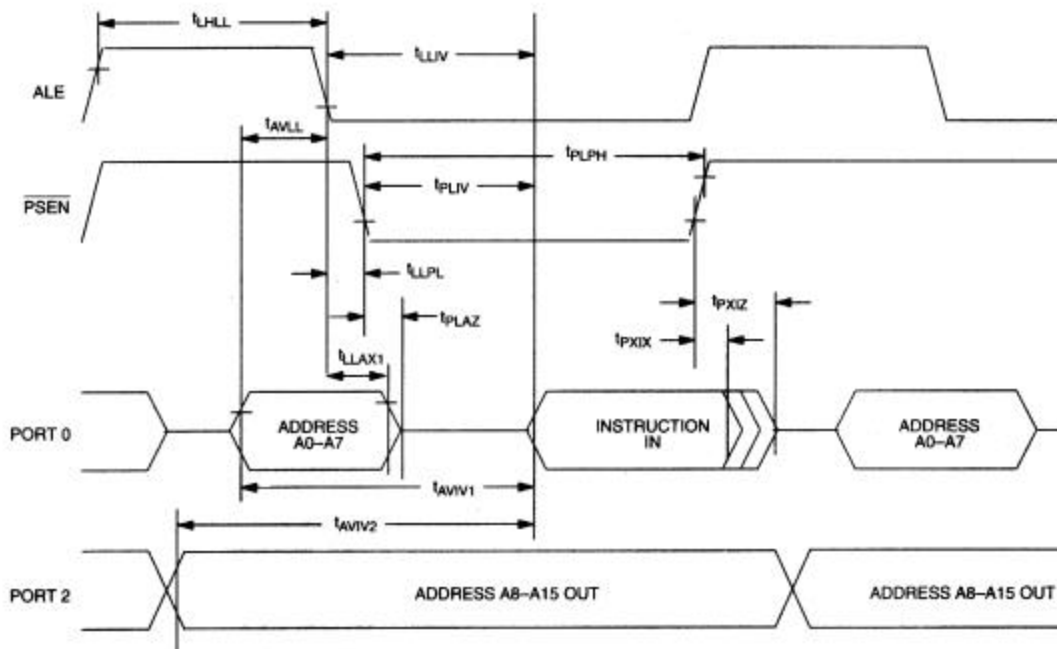 tLHLL
tLLIV
ALE
tAVLL
tPLPH
PSEN
tPLIV
tLLPL
tPXIZ
tPLAZ
tPXIX
tLLAX1
PORT 0
ADDRESS
A0–A7
INSTRUCTION
IN
ADDRESS
A0–A7
tAVIV1
tAVIV2
PORT 2
ADDRESS A8–A15 OUT
ADDRESS A8–A15 OUT